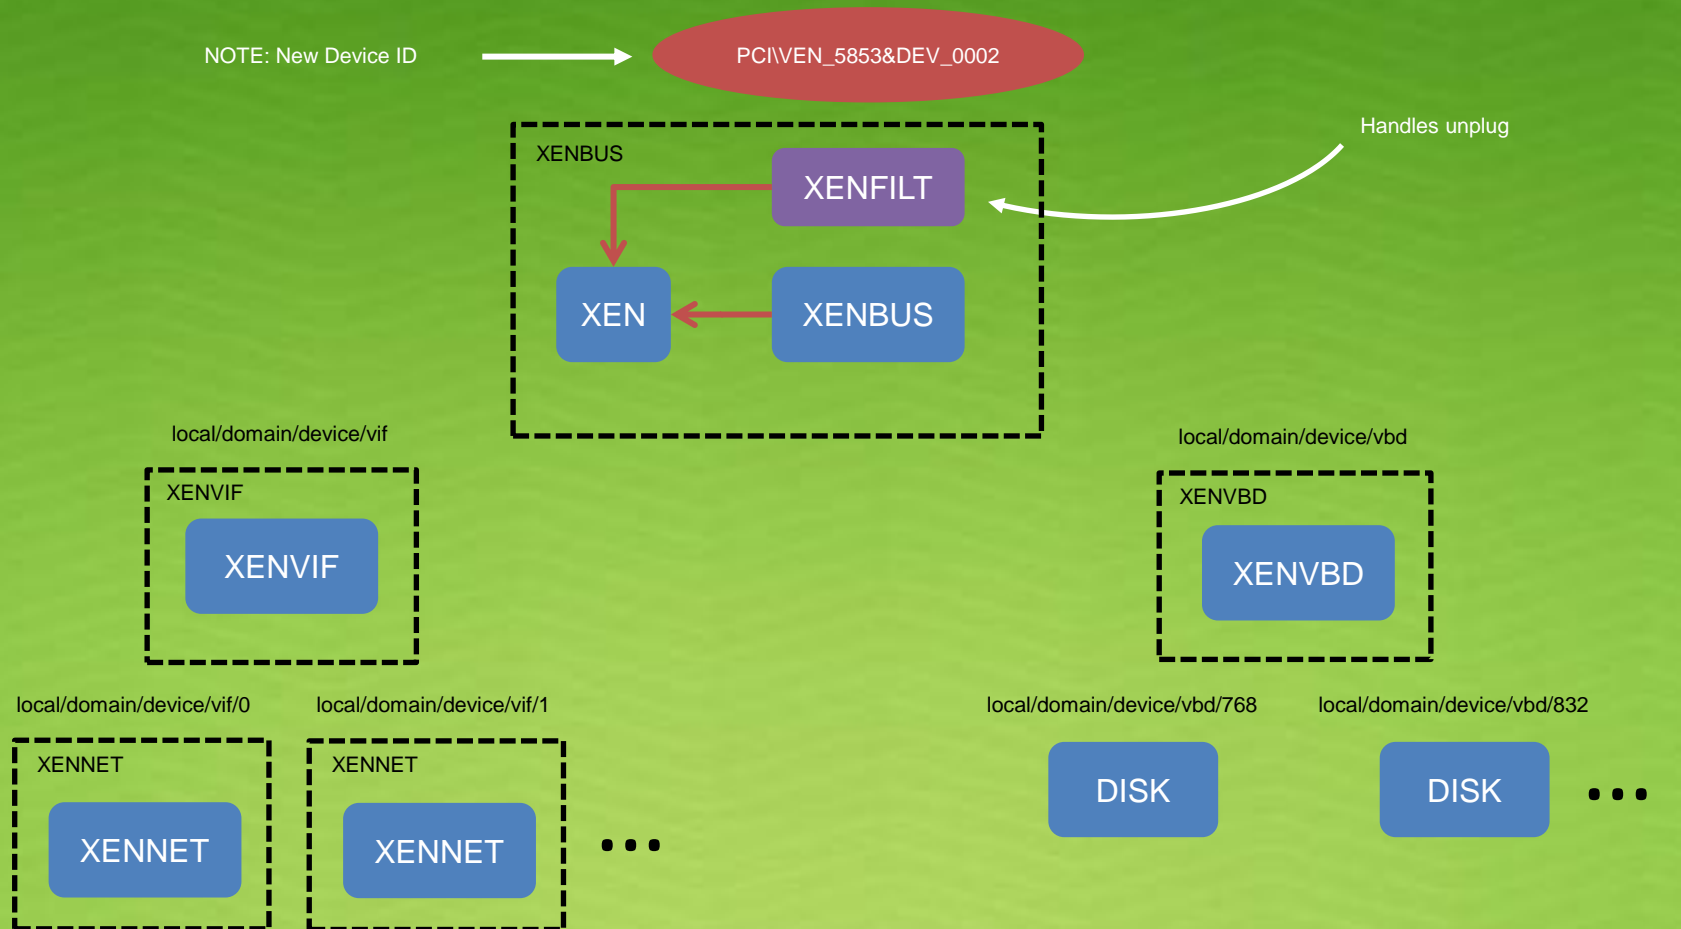 NOTE: New Device ID
PCI\VEN_5853&DEV_0002
Handles unplug
XENBUS
XENFILT
XEN
XENBUS
local/domain/device/vif
local/domain/device/vbd
XENVIF
XENVBD
XENVIF
XENVBD
local/domain/device/vif/0
local/domain/device/vif/1
local/domain/device/vbd/768
local/domain/device/vbd/832
XENNET
XENNET
DISK
DISK
...
XENNET
XENNET
...